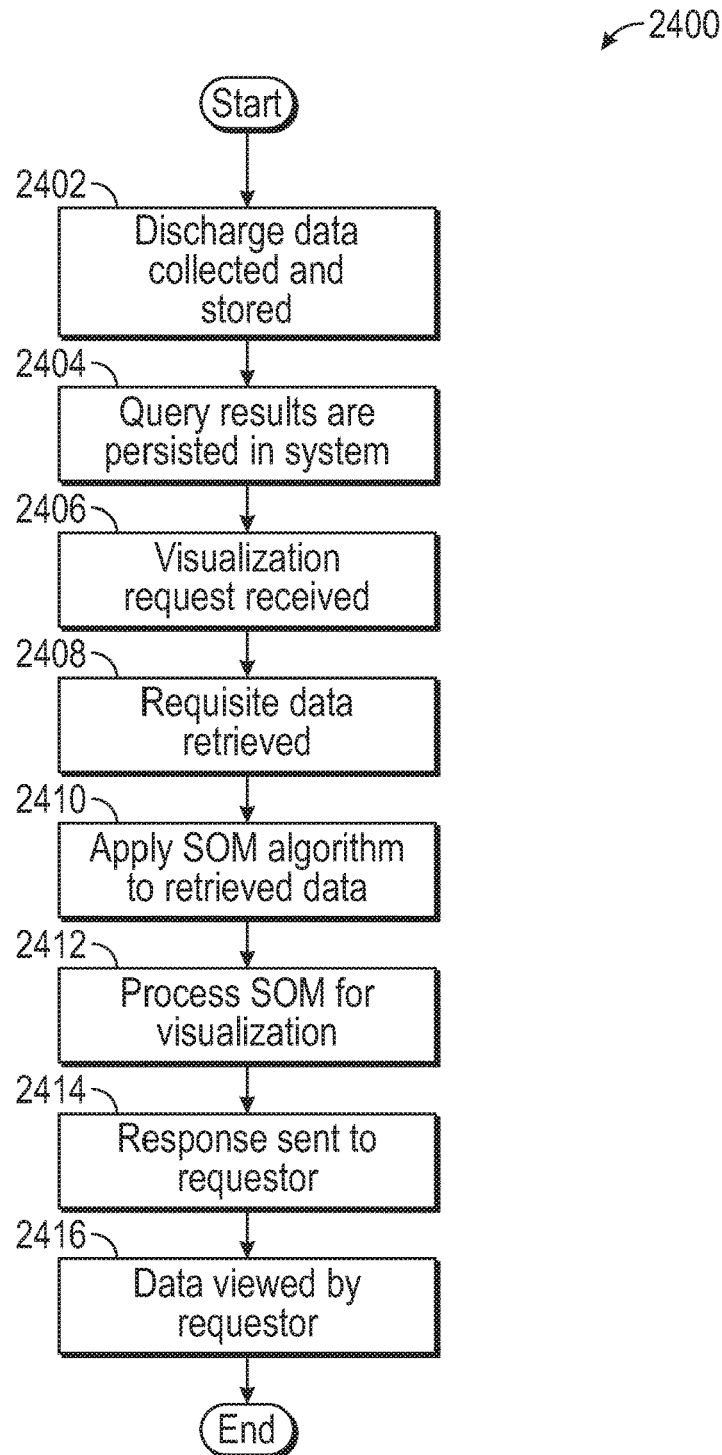 2400
Start
2402
Discharge data
collected and
stored
2404
Query results are
persisted in system
2406
Visualization
request received
2408
Requisite data
retrieved
2410
Apply SOM algorithm
to retrieved data
2412
Process SOM for
visualization
2414
Response sent to
requestor
2416
Data viewed by
requestor
End